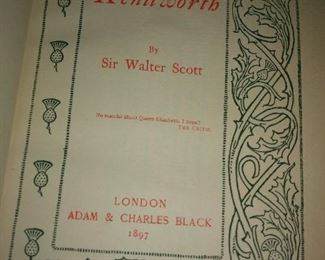 Kenilworth
By
Sir Walter Scott
No scandal about Queen Elizabeth, I hope?
THE CRITIC.
LONDON
ADAM & CHARLES BLACK
1897